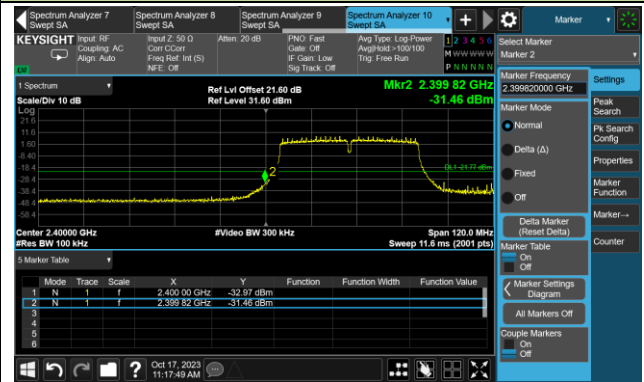 Spectrum Analyzer 7
Swept SA
Spectrum Analyzer 8
Swept SA
Spectrum Analyzer 9
Swept SA
Spectrum Analyzer 10
Swept SA
Marker
KEYSIGHT
Input: RF
Coupling: AC
Align: Auto
Input Z: 50 Ω
Corr CCorr
Freq Ref: Int (S)
NFE: Off
Atten: 20 dB
PNO: Fast
Gate: Off
IF Gain: Low
Sig Track: Off
Avg Type: Log-Power
Avg|Hold:>100/100
Trig: Free Run
1 2 3 4 5 6
M W W W W W
P N N N N N
Select Marker
Marker 2
1 Spectrum
Scale/Div 10 dB
Ref Lvl Offset 21.60 dB
Ref Level 31.60 dBm
Mkr2 2.399 82 GHz
-31.46 dBm
Log
21.6
11.6
1.60
-8.40
-18.4
-28.4
-38.4
-48.4
-58.4
DL1 -21.77 dBm
2
Center 2.40000 GHz
#Res BW 100 kHz
#Video BW 300 kHz
Span 120.0 MHz
Sweep 11.6 ms (2001 pts)
5 Marker Table
Mode Trace Scale X Y Function Function Width Function Value
1 N 1 f 2.400 00 GHz -32.97 dBm
2 N 1 f 2.399 82 GHz -31.46 dBm
3
4
5
6
Marker Frequency
2.399820000 GHz
Marker Mode
Normal
Delta (Δ)
Fixed
Off
Delta Marker
(Reset Delta)
Marker Table
On
Off
Marker Settings
Diagram
All Markers Off
Couple Markers
On
Off
Settings
Peak
Search
Pk Search
Config
Properties
Marker
Function
Marker→
Counter
Oct 17, 2023
11:17:49 AM